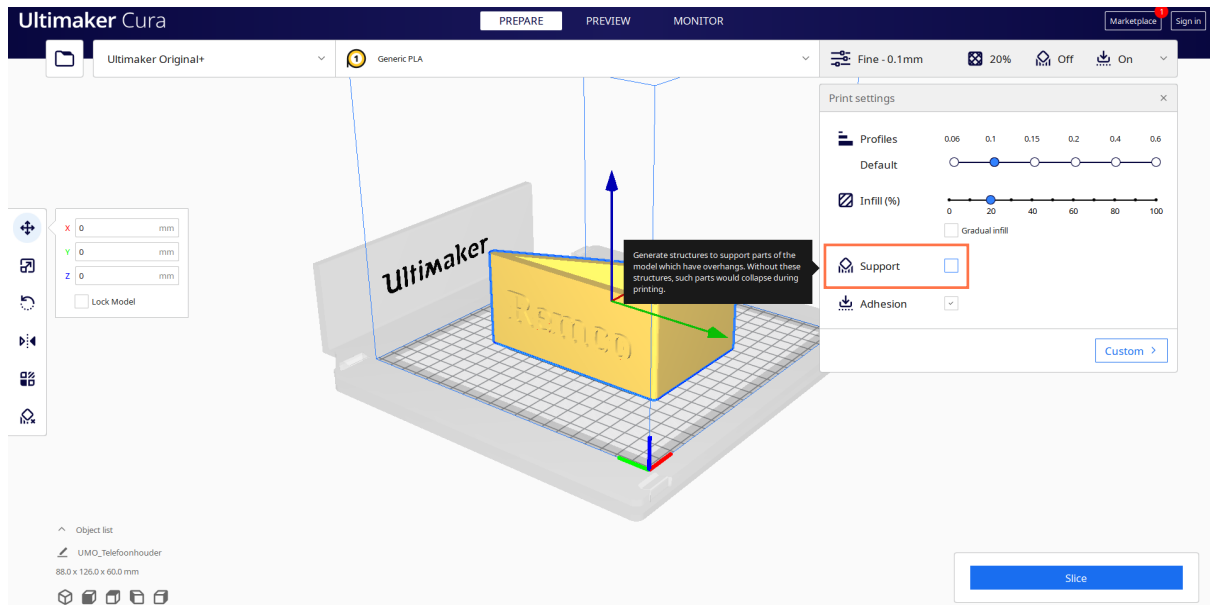 Ultimaker Cura
PREPARE
PREVIEW
MONITOR
Marketplace
1
Sign in
Ultimaker Original+
1
Generic PLA
Fine - 0.1mm
20%
Off
On
Print settings
Profiles
0.06 0.1 0.15 0.2 0.4 0.6
Default
Infill (%)
0 20 40 60 80 100
Gradual infill
Support
Adhesion
Custom
Generate structures to support parts of the
model which have overhangs. Without these
structures, such parts would collapse during
printing.
X 0 mm
Y 0 mm
Z 0 mm
Lock Model
Ultimaker
Remco
Object list
UMO_Telefoonhouder
88.0 x 126.0 x 60.0 mm
Slice